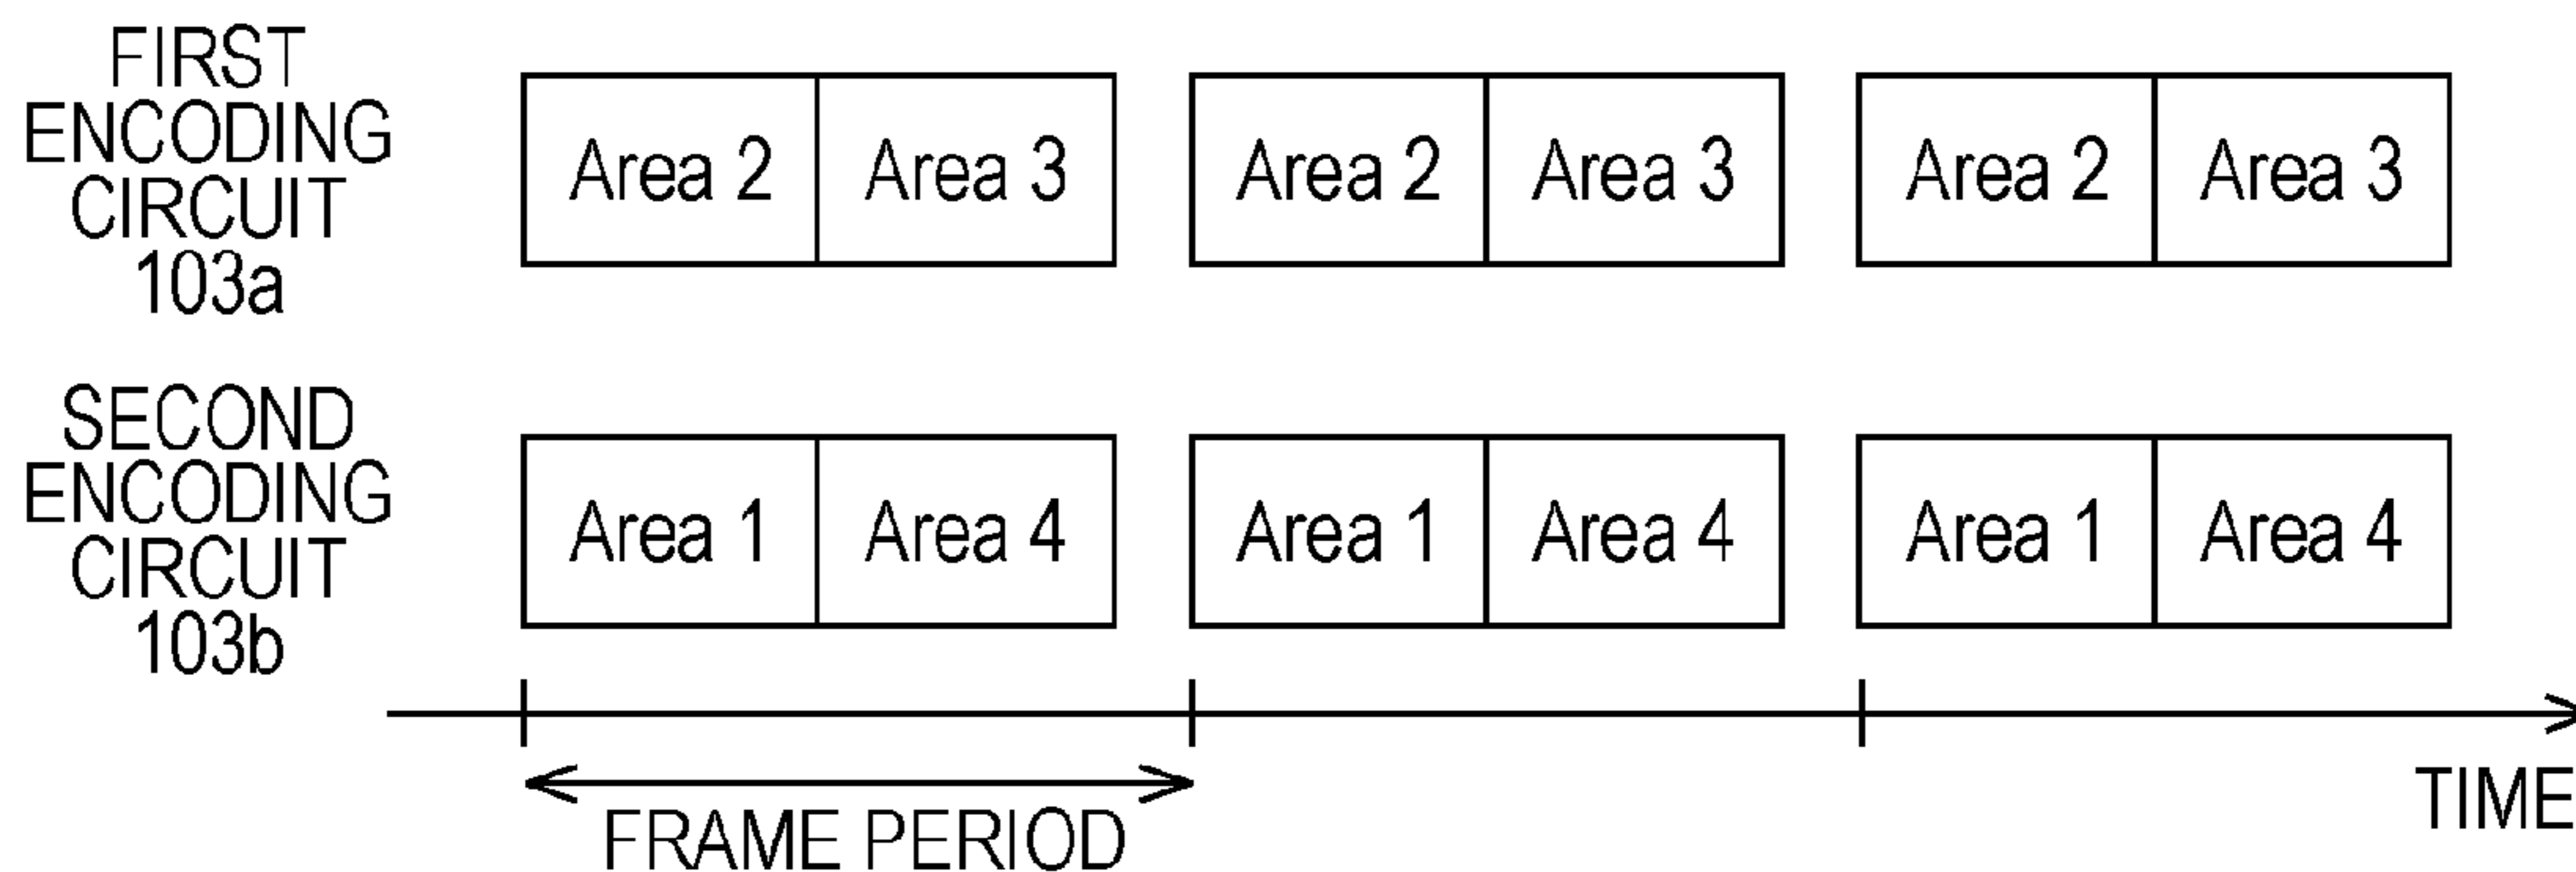 FIRST
ENCODING
CIRCUIT
103a
Area 2 Area 3 Area 2 Area 3 Area 2 Area 3
SECOND
ENCODING
CIRCUIT
103b
Area 1 Area 4 Area 1 Area 4 Area 1 Area 4
TIME
FRAME PERIOD